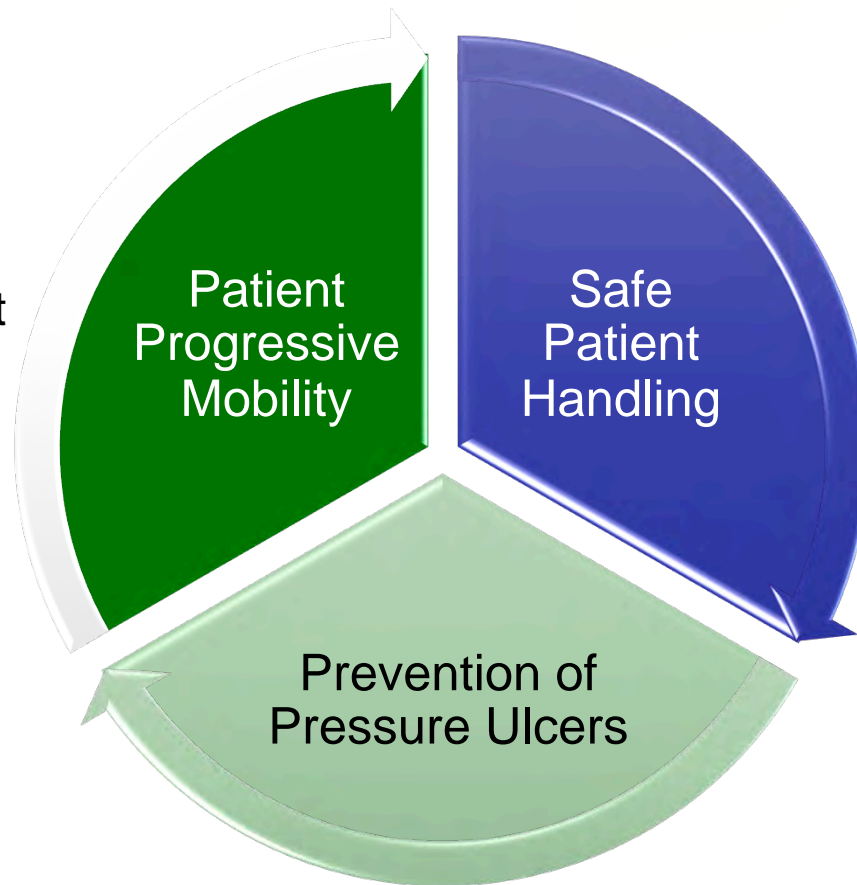 Patient
Progressive
Mobility
Safe
Patient
Handling
t
Prevention of
Pressure Ulcers